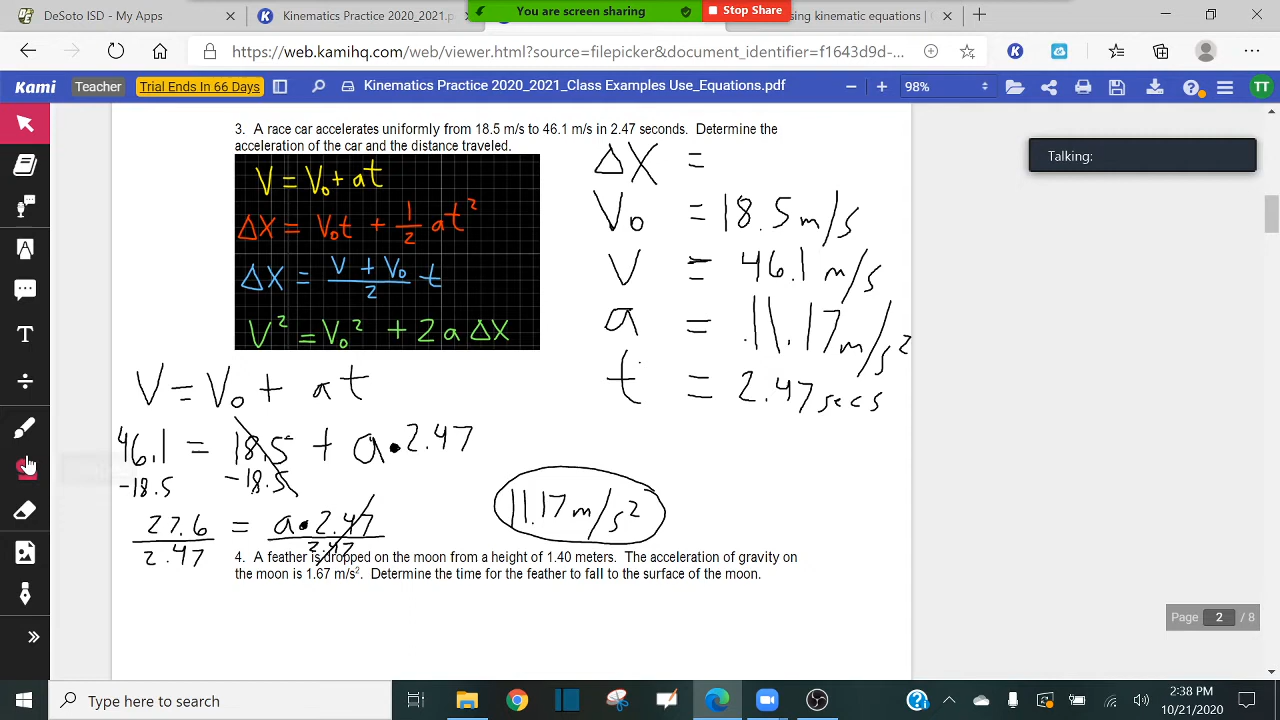 DeSoto ISD - My Apps
Kinematics Practice 2020_2021.p
You are screen sharing
Stop Share
sing kinematic equations (
https://web.kamihq.com/web/viewer.html?source=filepicker&document_identifier=f1643d9d-...
Kami
Teacher
Trial Ends In 66 Days
Kinematics Practice 2020_2021_Class Examples Use_Equations.pdf
98%
TT
Talking:
3. A race car accelerates uniformly from 18.5 m/s to 46.1 m/s in 2.47 seconds. Determine the
acceleration of the car and the distance traveled.
V = V₀ + at
ΔX = V₀t + 1/2 at²
ΔX = V + V₀/2 t
V² = V₀² + 2a ΔX
ΔX =
V₀ = 18.5 m/s
V = 46.1 m/s
a = 11.17 m/s²
t = 2.47 secs
V = V₀ + at
46.1 = 18.5 + a • 2.47
-18.5 -18.5
27.6 = a • 2.47
2.47 2.47
11.17 m/s²
4. A feather is dropped on the moon from a height of 1.40 meters. The acceleration of gravity on
the moon is 1.67 m/s². Determine the time for the feather to fall to the surface of the moon.
Page 2 / 8
Type here to search
2:38 PM
10/21/2020